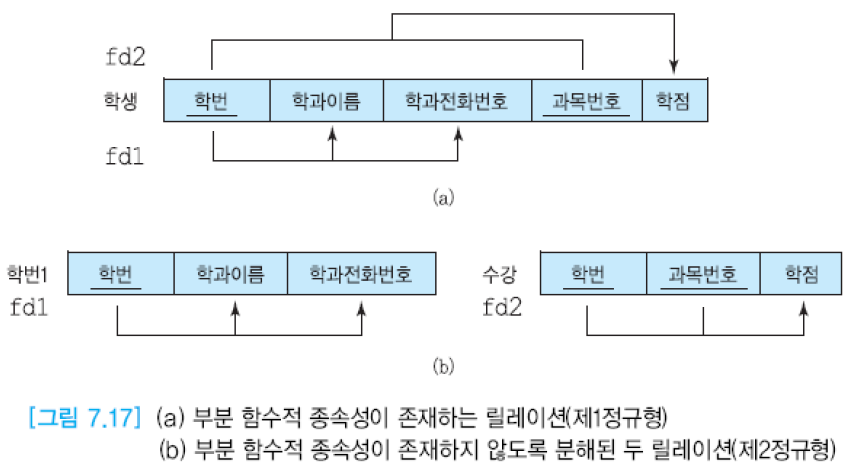 fd2
학생 학번 학과이름 학과전화번호 과목번호 학점
fd1
(a)
학번1 학번 학과이름 학과전화번호 수강 학번 과목번호 학점
fd1 fd2
(b)
[그림 7.17] (a) 부분 함수적 종속성이 존재하는 릴레이션(제1정규형)
(b) 부분 함수적 종속성이 존재하지 않도록 분해된 두 릴레이션(제2정규형)